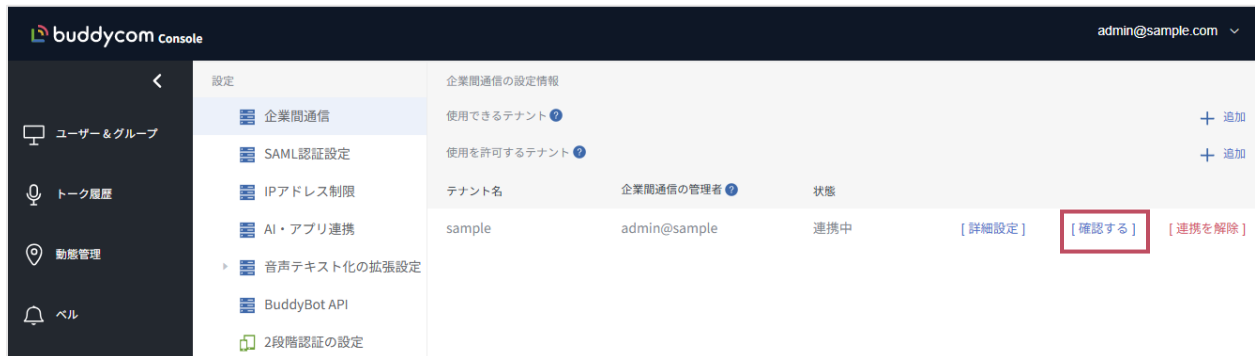 buddycom Console
admin@sample.com
設定
企業間通信の設定情報
企業間通信
使用できるテナント ?
+ 追加
ユーザー&グループ
SAML認証設定
使用を許可するテナント ?
+ 追加
トーク履歴
IPアドレス制限
テナント名 企業間通信の管理者 ? 状態
AI・アプリ連携
sample admin@sample 連携中 [ 詳細設定 ] [ 確認する ] [ 連携を解除 ]
動態管理
音声テキスト化の拡張設定
BuddyBot API
ベル
2段階認証の設定